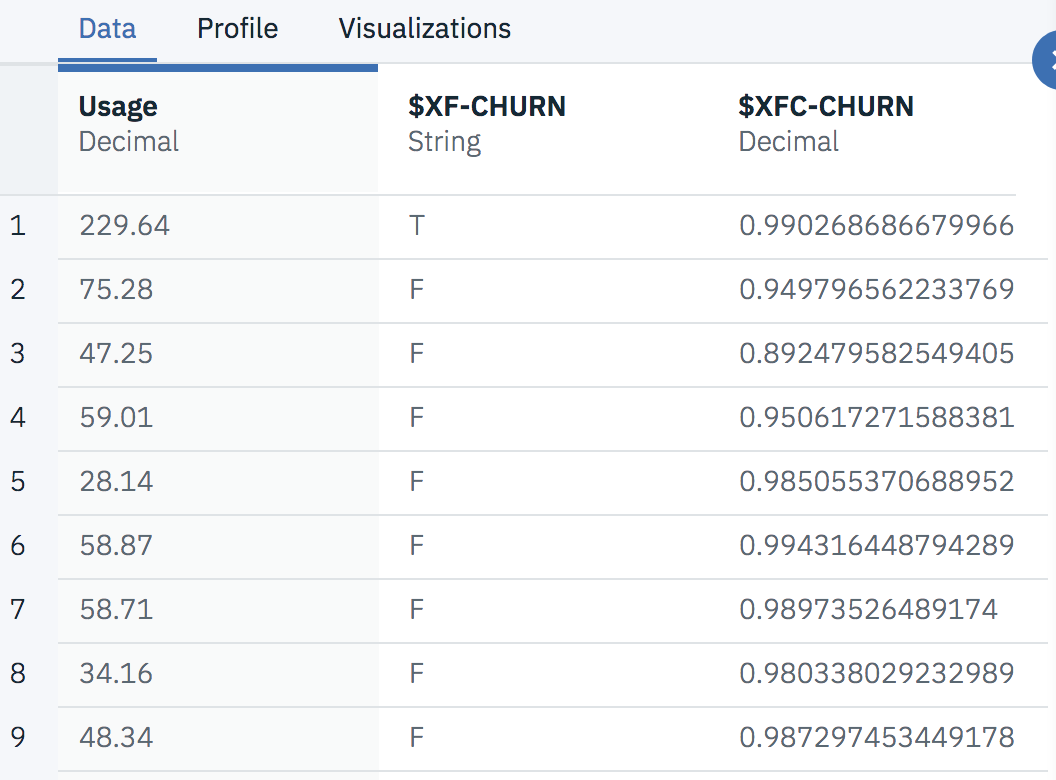 Data Profile Visualizations
Usage $XF-CHURN $XFC-CHURN
Decimal String Decimal
1 229.64 T 0.990268686679966
2 75.28 F 0.949796562233769
3 47.25 F 0.892479582549405
4 59.01 F 0.950617271588381
5 28.14 F 0.985055370688952
6 58.87 F 0.994316448794289
7 58.71 F 0.98973526489174
8 34.16 F 0.980338029232989
9 48.34 F 0.987297453449178